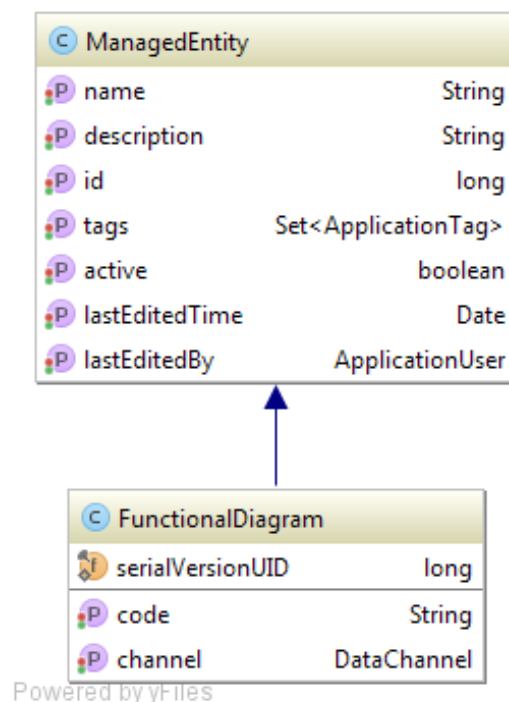 C ManagedEntity
P name String
P description String
P id long
P tags Set<ApplicationTag>
P active boolean
P lastEditedTime Date
P lastEditedBy ApplicationUser
C FunctionalDiagram
f serialVersionUID long
P code String
P channel DataChannel
Powered by yFiles